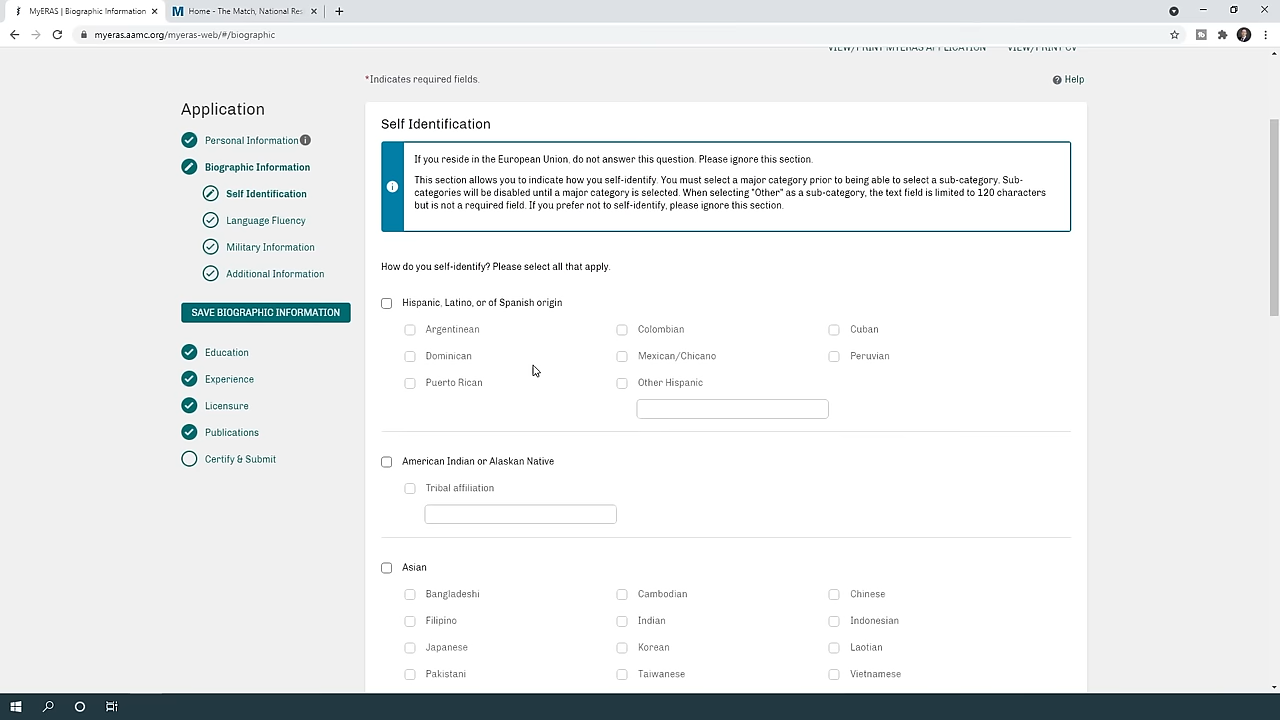 MyERAS | Biographic Information
Home - The Match, National Res
myeras.aamc.org/myeras-web/#/biographic
VIEW/PRINT MYERAS APPLICATION VIEW/PRINT CV
*Indicates required fields.
Help
Application
Personal Information
Biographic Information
Self Identification
Language Fluency
Military Information
Additional Information
SAVE BIOGRAPHIC INFORMATION
Education
Experience
Licensure
Publications
Certify & Submit
Self Identification
If you reside in the European Union, do not answer this question. Please ignore this section.
This section allows you to indicate how you self-identify. You must select a major category prior to being able to select a sub-category. Sub-
categories will be disabled until a major category is selected. When selecting "Other" as a sub-category, the text field is limited to 120 characters
but is not a required field. If you prefer not to self-identify, please ignore this section.
How do you self-identify? Please select all that apply.
Hispanic, Latino, or of Spanish origin
Argentinean Colombian Cuban
Dominican Mexican/Chicano Peruvian
Puerto Rican Other Hispanic
American Indian or Alaskan Native
Tribal affiliation
Asian
Bangladeshi Cambodian Chinese
Filipino Indian Indonesian
Japanese Korean Laotian
Pakistani Taiwanese Vietnamese